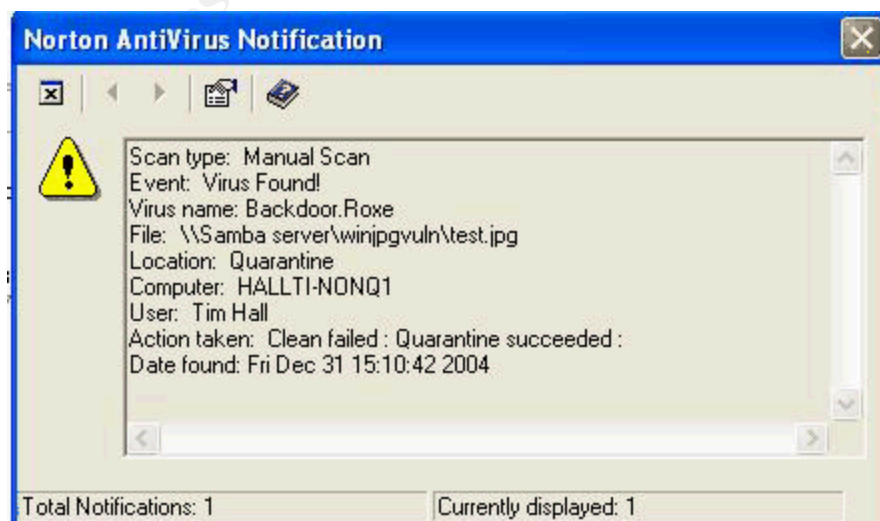 Norton AntiVirus Notification
Scan type: Manual Scan
Event: Virus Found!
Virus name: Backdoor.Roxe
File: \\Samba server\winjpgvuln\test.jpg
Location: Quarantine
Computer: HALLTI-NONQ1
User: Tim Hall
Action taken: Clean failed : Quarantine succeeded :
Date found: Fri Dec 31 15:10:42 2004
Total Notifications: 1
Currently displayed: 1